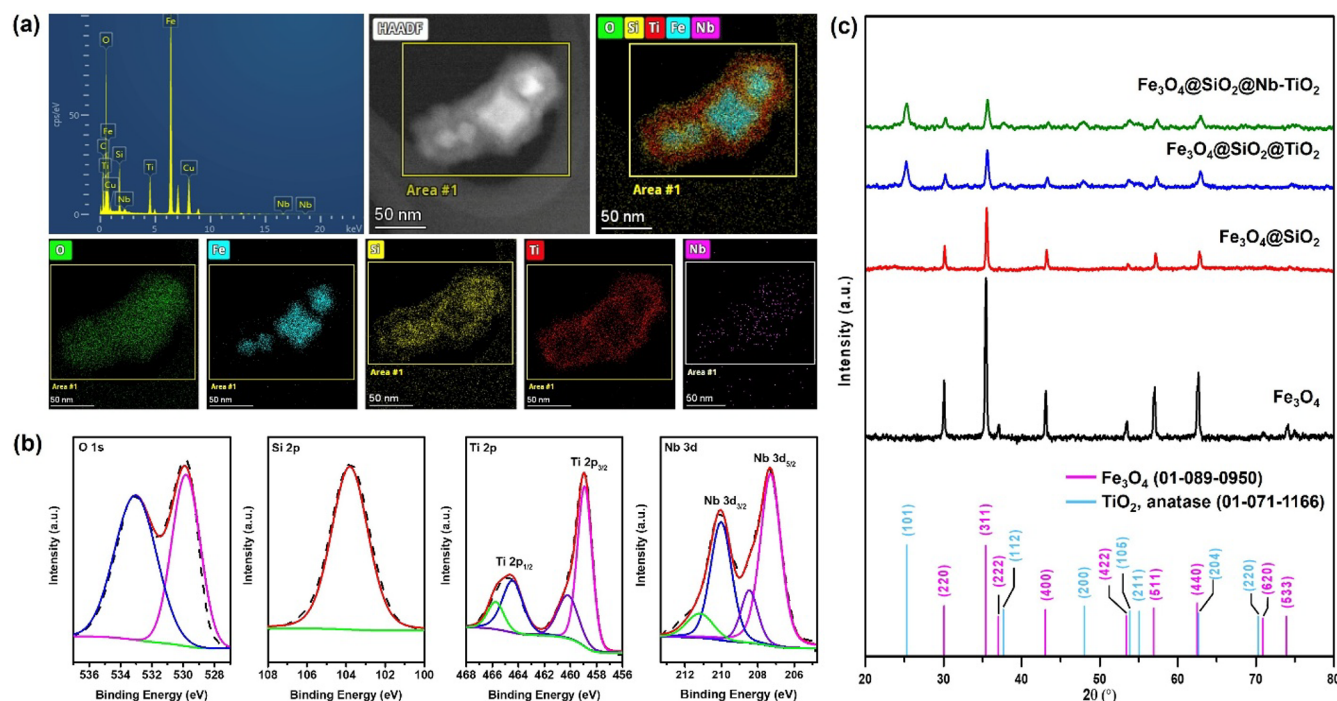 (a)
O
Fe
Fe
C
Si
Ti
Ti
Cu
Cu
Nb
Nb
Nb
50
0
cps/eV
0
5
10
15
20
keV
HAADF
Area #1
50 nm
O Si Ti Fe Nb
Area #1
50 nm
O
Area #1
50 nm
Fe
Area #1
50 nm
Si
Area #1
50 nm
Ti
Area #1
50 nm
Nb
Area #1
50 nm
(b)
O 1s
Intensity (a.u.)
536 534 532 530 528 526
Binding Energy (eV)
Si 2p
Intensity (a.u.)
108 106 104 102 100
Binding Energy (eV)
Ti 2p
Ti 2p3/2
Ti 2p1/2
Intensity (a.u.)
468 466 464 462 460 458 456
Binding Energy (eV)
Nb 3d
Nb 3d5/2
Nb 3d3/2
Intensity (a.u.)
212 210 208 206
Binding Energy (eV)
(c)
Fe3O4@SiO2@Nb-TiO2
Fe3O4@SiO2@TiO2
Fe3O4@SiO2
Fe3O4
Intensity (a.u.)
Fe3O4 (01-089-0950)
TiO2, anatase (01-071-1166)
(101)
(220)
(311)
(222)
(112)
(400)
(200)
(422)
(105)
(211)
(511)
(440)
(204)
(220)
(620)
(533)
20 30 40 50 60 70 80
2θ (°)